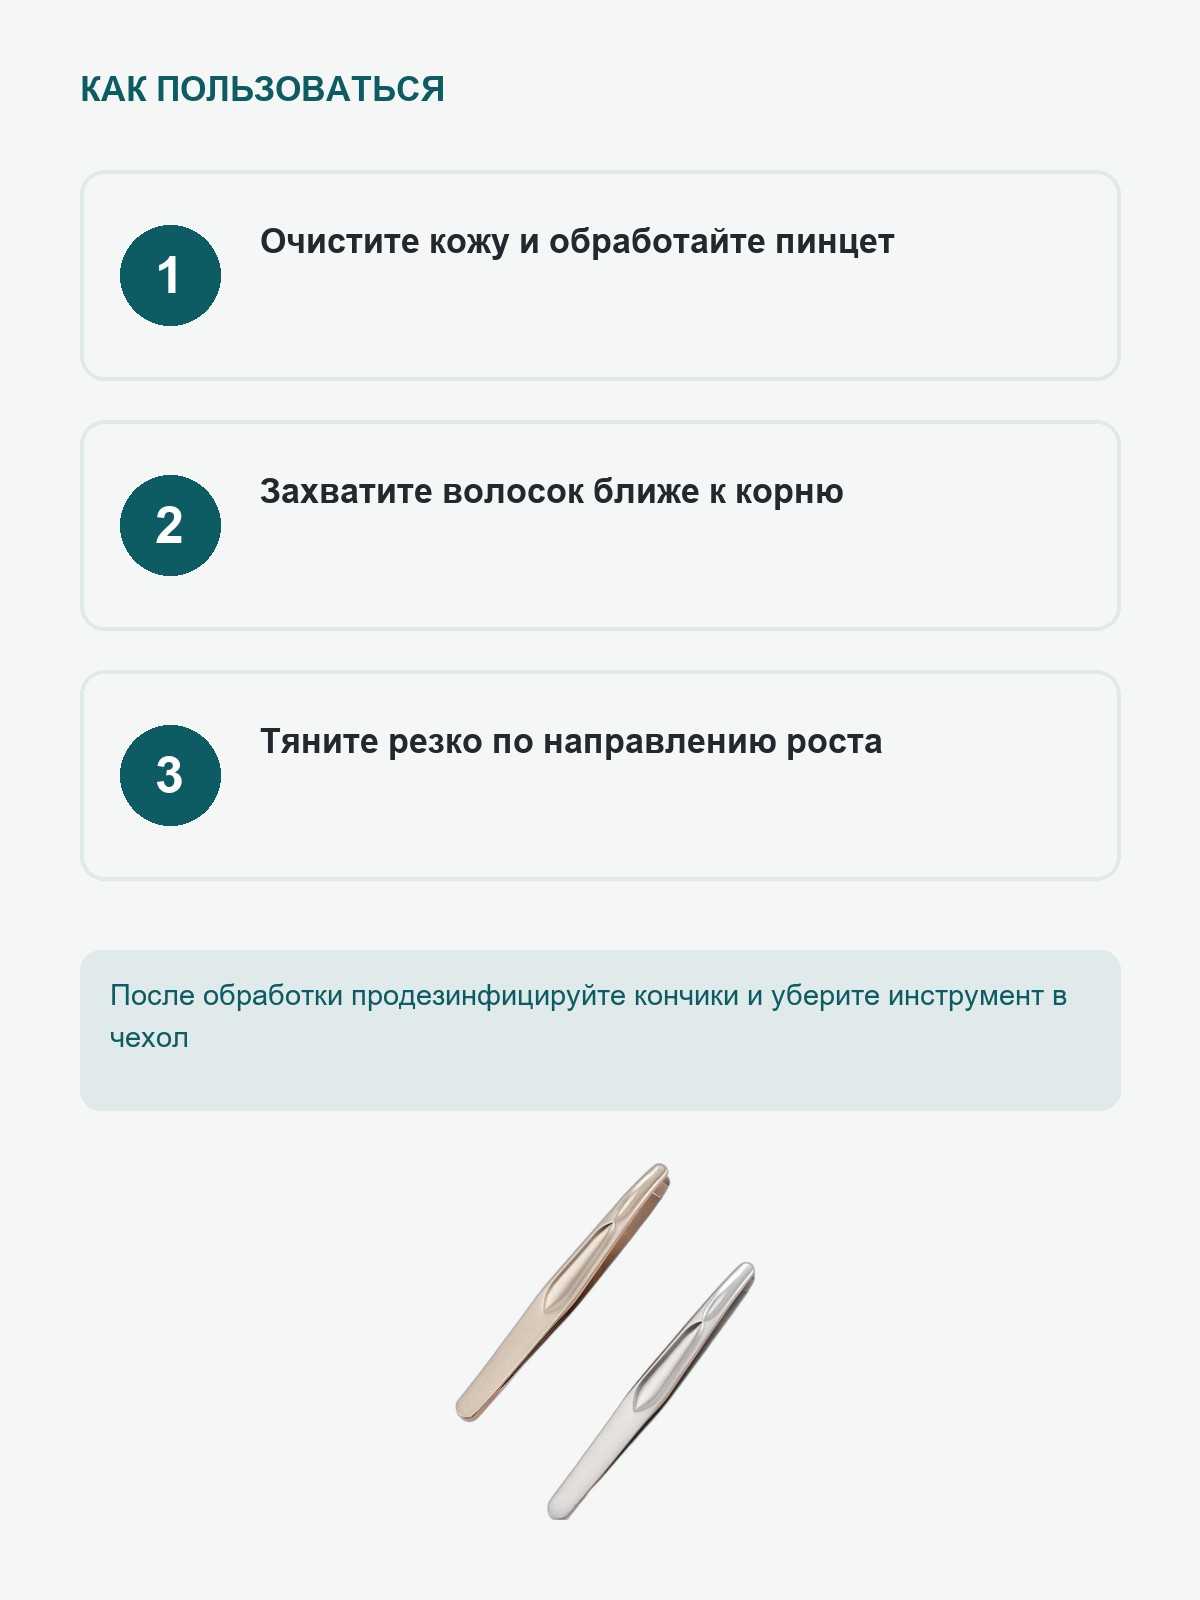 КАК ПОЛЬЗОВАТЬСЯ
1
Очистите кожу и обработайте пинцет
2
Захватите волосок ближе к корню
3
Тяните резко по направлению роста
После обработки продезинфицируйте кончики и уберите инструмент в
чехол